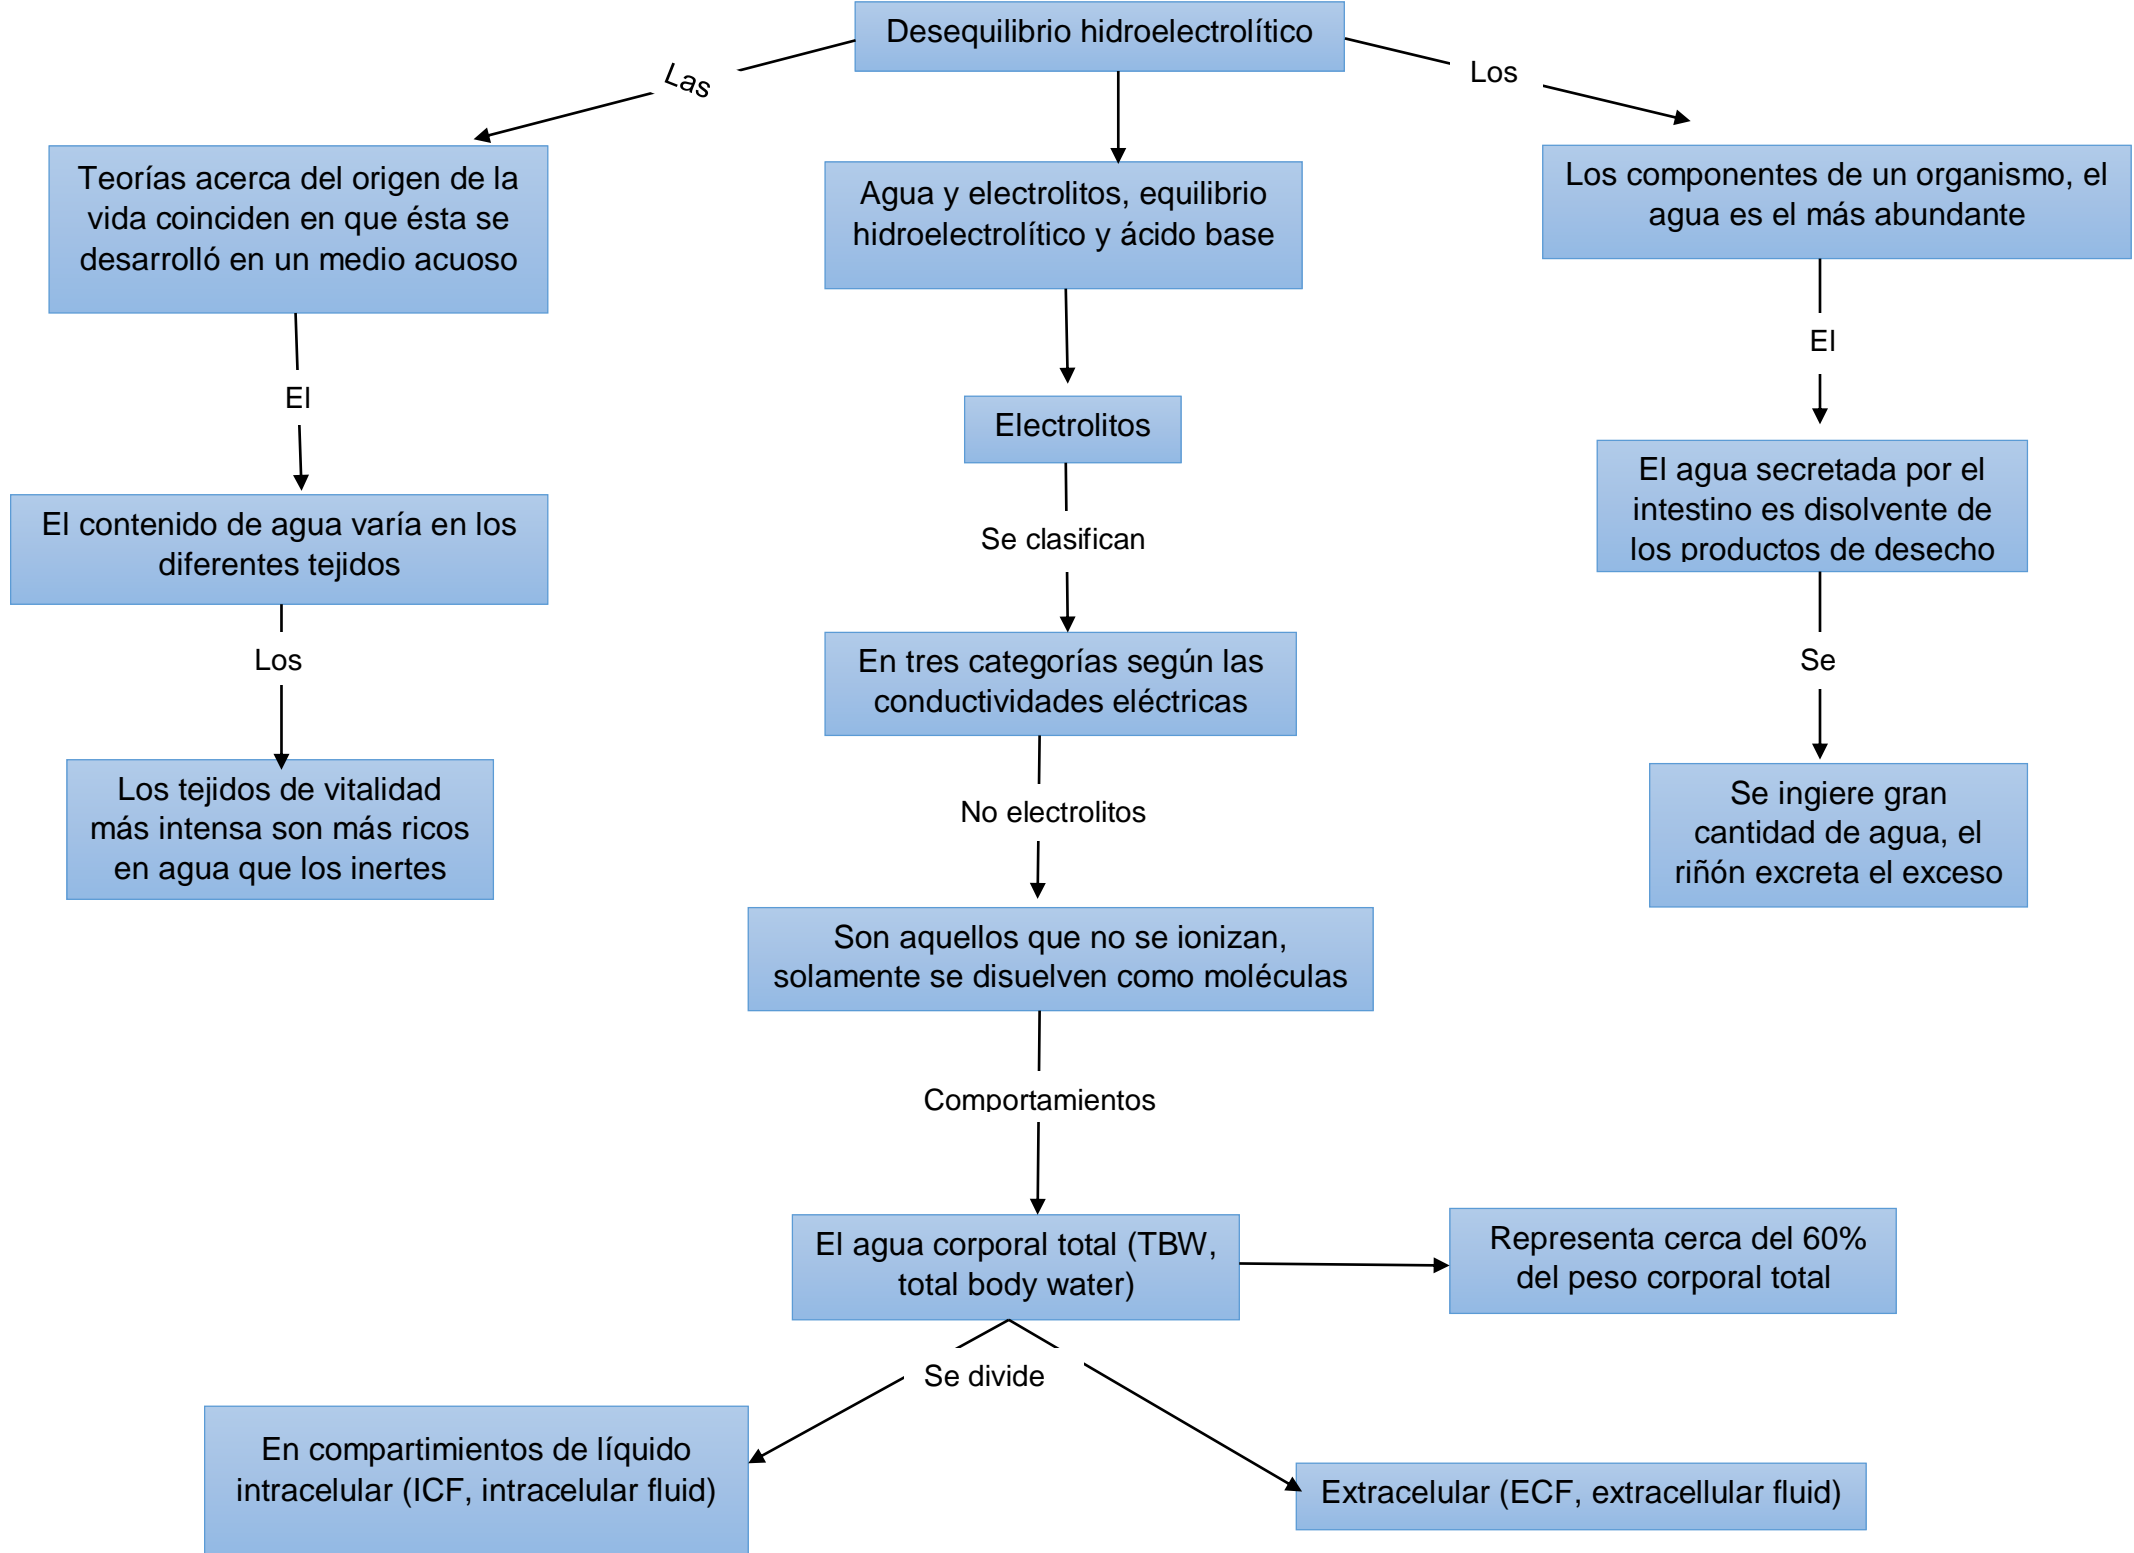 Desequilibrio hidroelectrolítico
Las
Los
Teorías acerca del origen de la
vida coinciden en que ésta se
desarrolló en un medio acuoso
Agua y electrolitos, equilibrio
hidroelectrolítico y ácido base
Los componentes de un organismo, el
agua es el más abundante
El
El
Electrolitos
El contenido de agua varía en los
diferentes tejidos
Se clasifican
El agua secretada por el
intestino es disolvente de
los productos de desecho
Los
En tres categorías según las
conductividades eléctricas
Se
Los tejidos de vitalidad
más intensa son más ricos
en agua que los inertes
No electrolitos
Se ingiere gran
cantidad de agua, el
riñón excreta el exceso
Son aquellos que no se ionizan,
solamente se disuelven como moléculas
Comportamientos
El agua corporal total (TBW,
total body water)
Representa cerca del 60%
del peso corporal total
Se divide
En compartimientos de líquido
intracelular (ICF, intracelular fluid)
Extracelular (ECF, extracellular fluid)